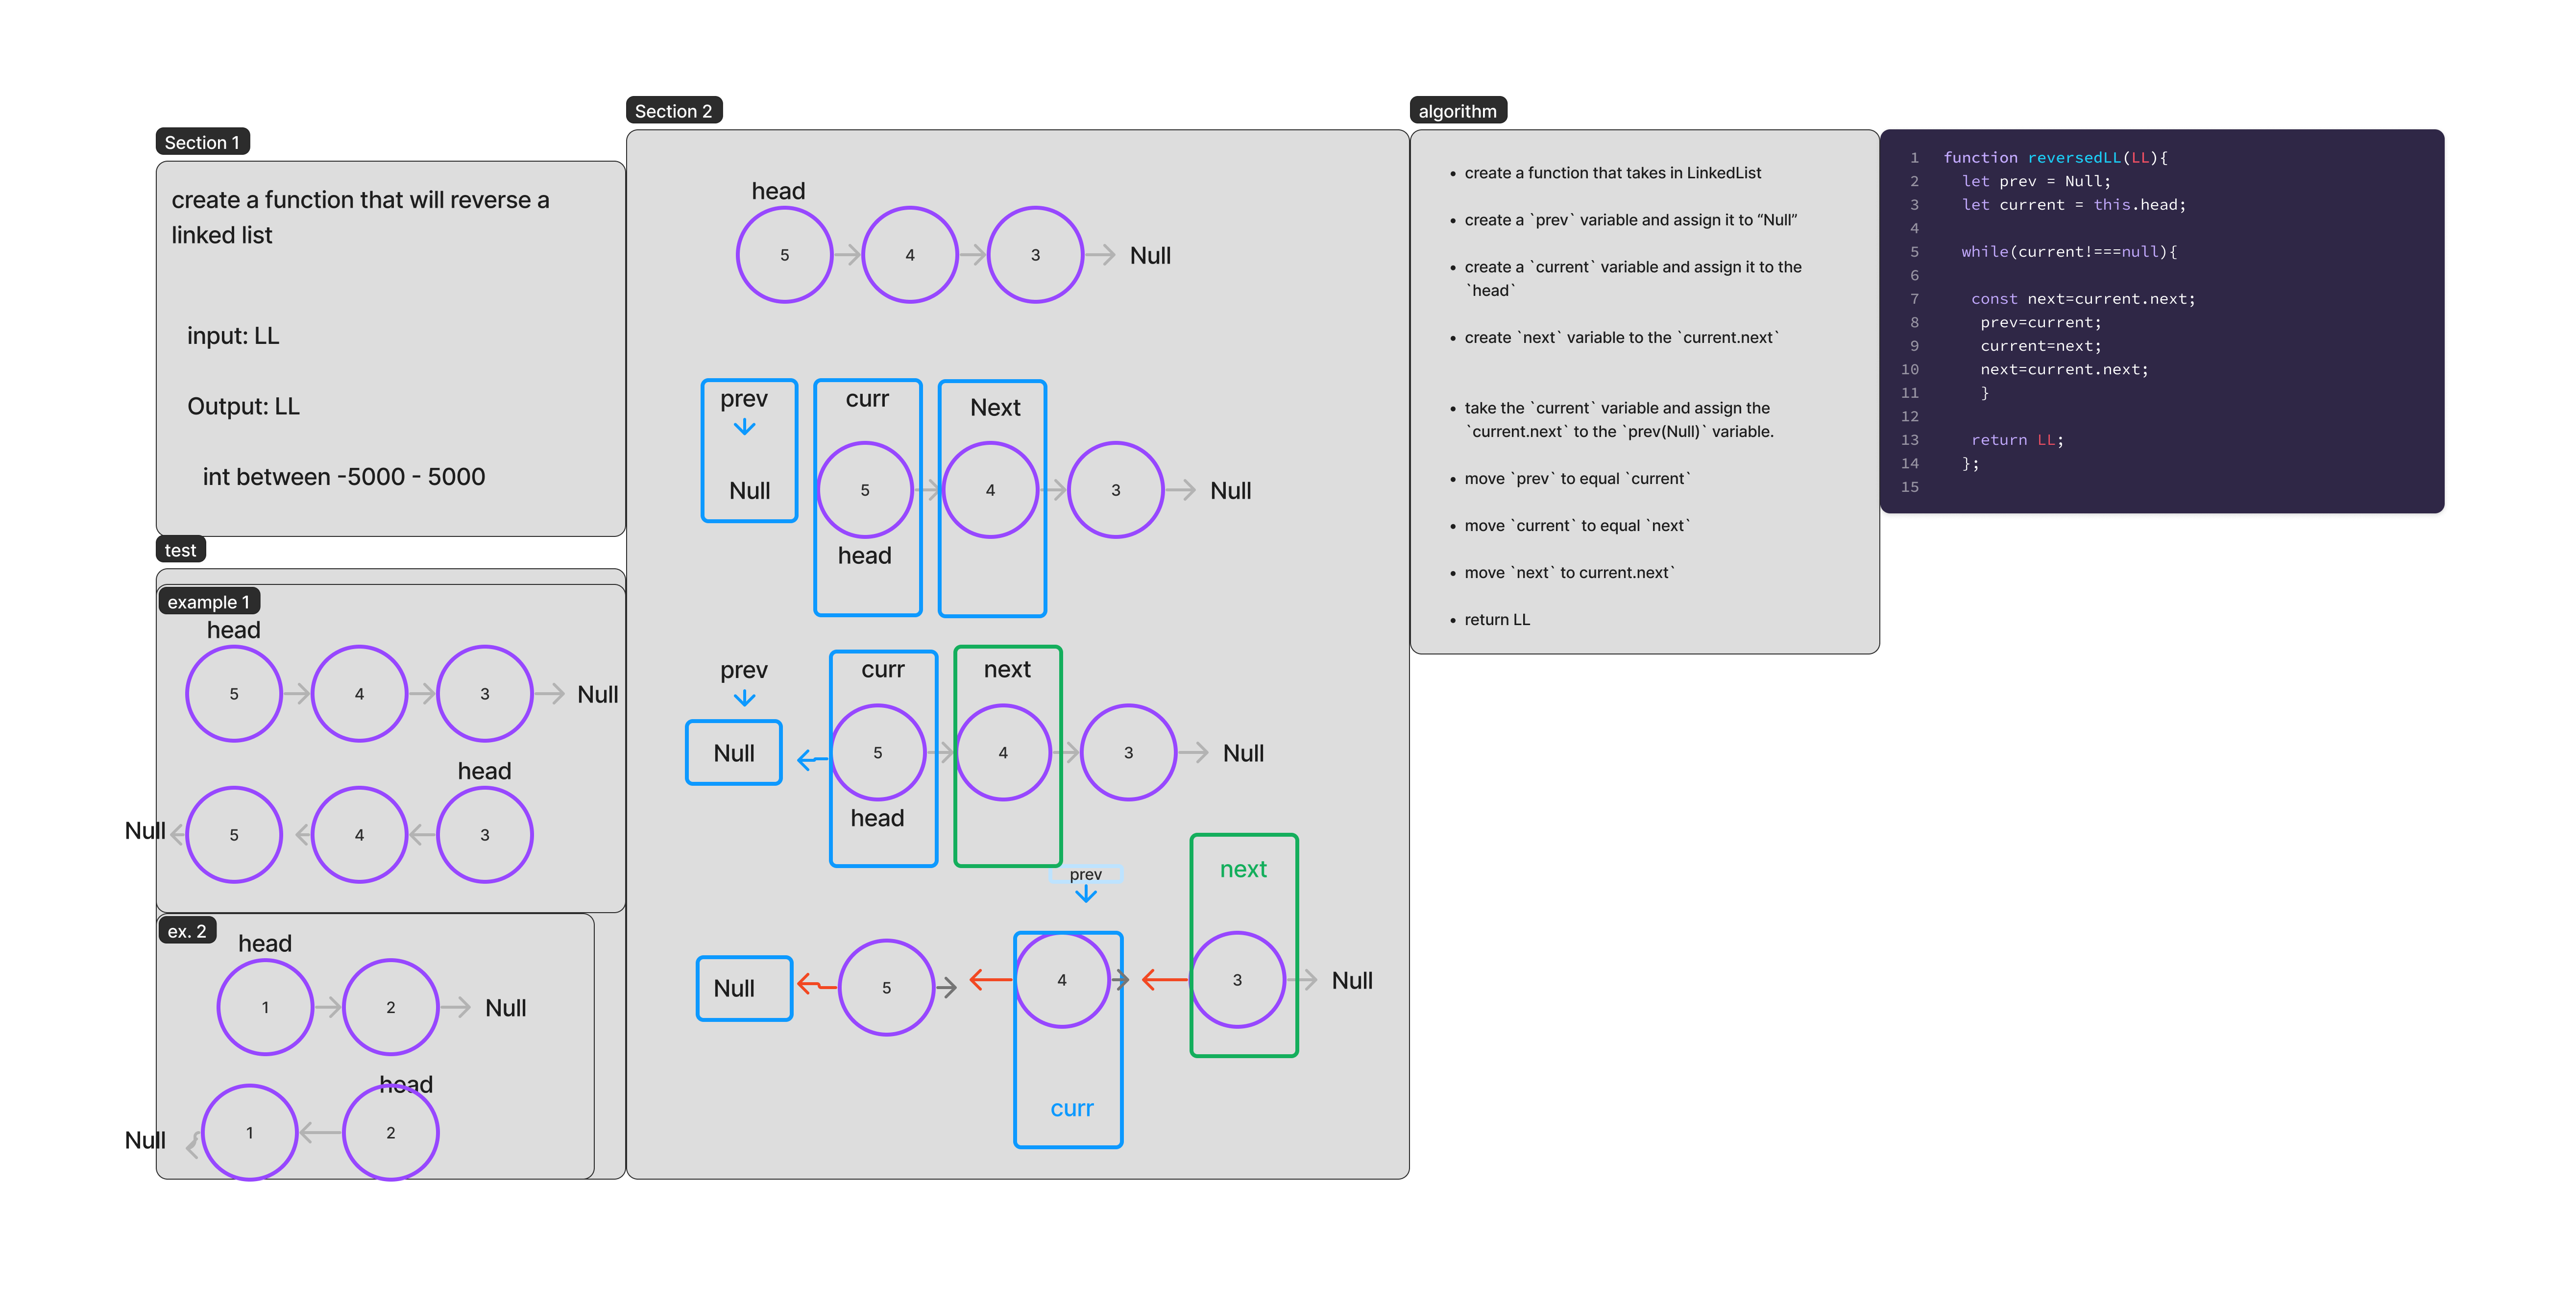 Section 1
create a function that will reverse a
linked list
input: LL
Output: LL
int between -5000 - 5000
test
example 1
head
5
4
3
Null
head
Null
5
4
3
ex. 2
head
1
2
Null
head
Null
1
2
Section 2
head
5
4
3
Null
prev
curr
Next
Null
5
4
3
Null
head
prev
curr
next
Null
5
4
3
Null
head
prev
next
Null
5
4
3
Null
curr
algorithm
• create a function that takes in LinkedList
• create a `prev` variable and assign it to “Null”
• create a `current` variable and assign it to the
`head`
• create `next` variable to the `current.next`
• take the `current` variable and assign the
`current.next` to the `prev(Null)` variable.
• move `prev` to equal `current`
• move `current` to equal `next`
• move `next` to current.next`
• return LL
1 function reversedLL(LL){
2 let prev = Null;
3 let current = this.head;
4
5 while(current!===null){
6
7 const next=current.next;
8 prev=current;
9 current=next;
10 next=current.next;
11 }
12
13 return LL;
14 };
15